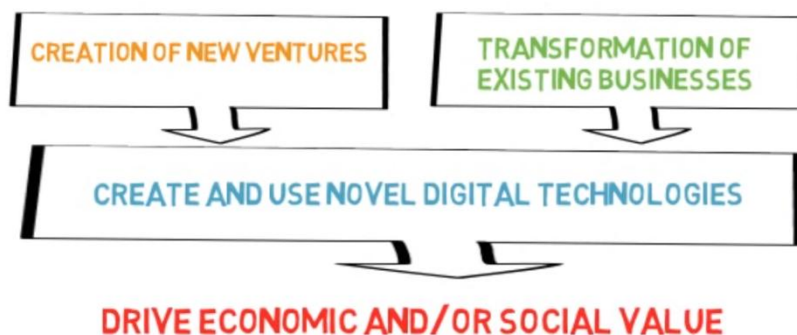 CREATION OF NEW VENTURES
TRANSFORMATION OF
EXISTING BUSINESSES
CREATE AND USE NOVEL DIGITAL TECHNOLOGIES
DRIVE ECONOMIC AND/OR SOCIAL VALUE